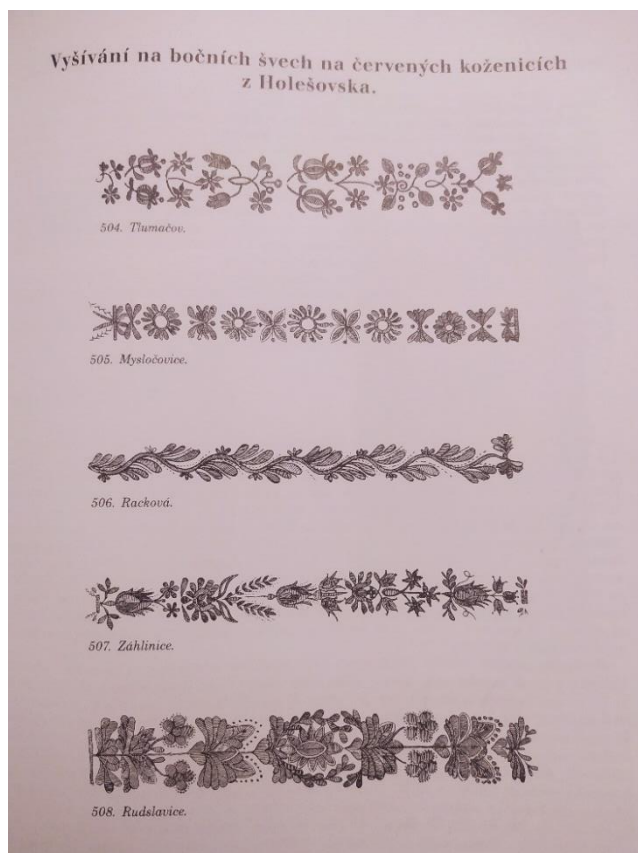 Vyšívání na bočních švech na červených koženicích
z Holešovska.
504. Tlumačov.
505. Mysločovice.
506. Racková.
507. Záhlinice.
508. Rudslavice.